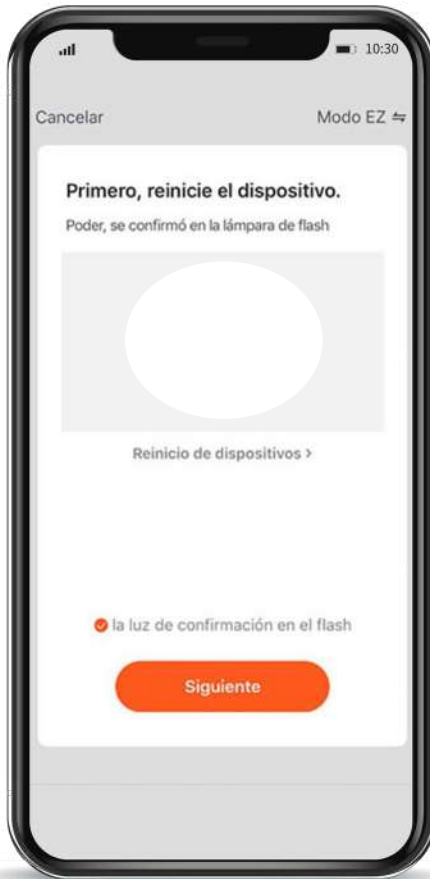 10:30
Cancelar
Modo EZ ⇋
Primero, reinicie el dispositivo.
Poder, se confirmó en la lámpara de flash
Reinicio de dispositivos >
la luz de confirmación en el flash
Siguiente